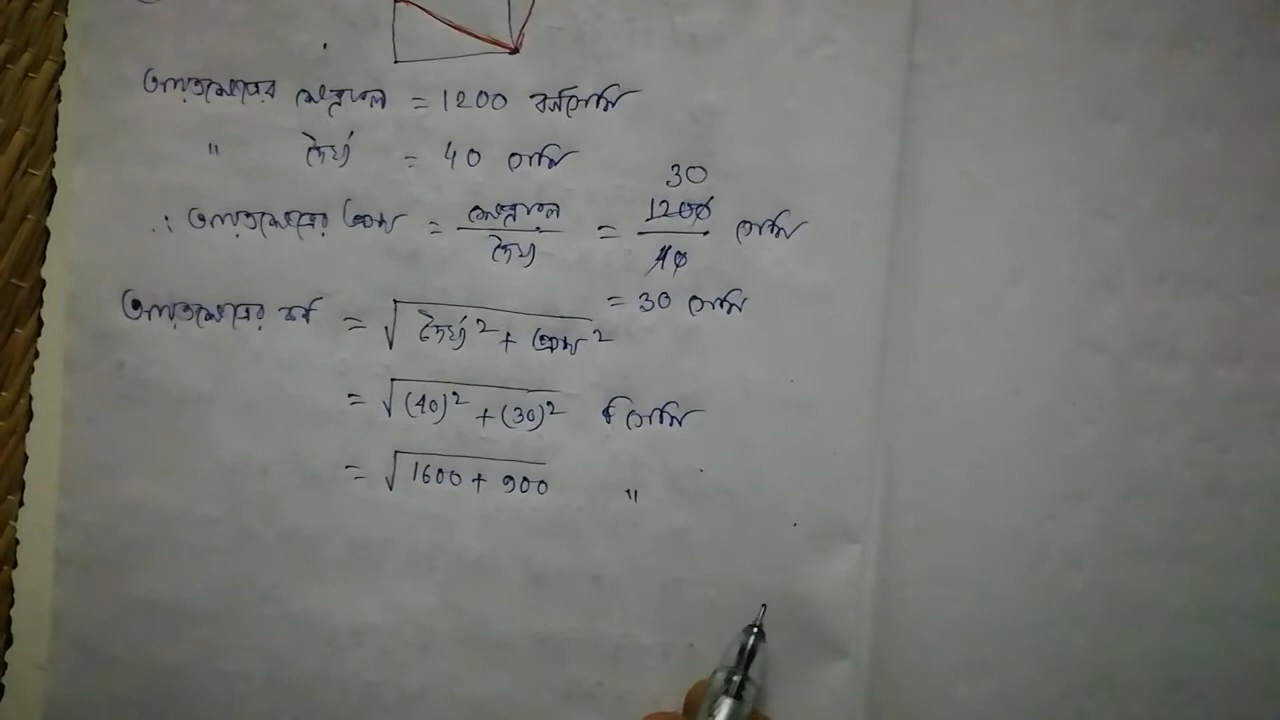 আয়তক্ষেত্রের ক্ষেত্রফল = 1200 বর্গসেমি
" দৈর্ঘ্য = 40 সেমি
∴ আয়তক্ষেত্রের প্রস্থ = ক্ষেত্রফল / দৈর্ঘ্য = 30 1200 / 40 সেমি
= 30 সেমি
আয়তক্ষেত্রের কর্ণ = √দৈর্ঘ্য² + প্রস্থ²
= √(40)² + (30)² সেমি
= √1600 + 900 "